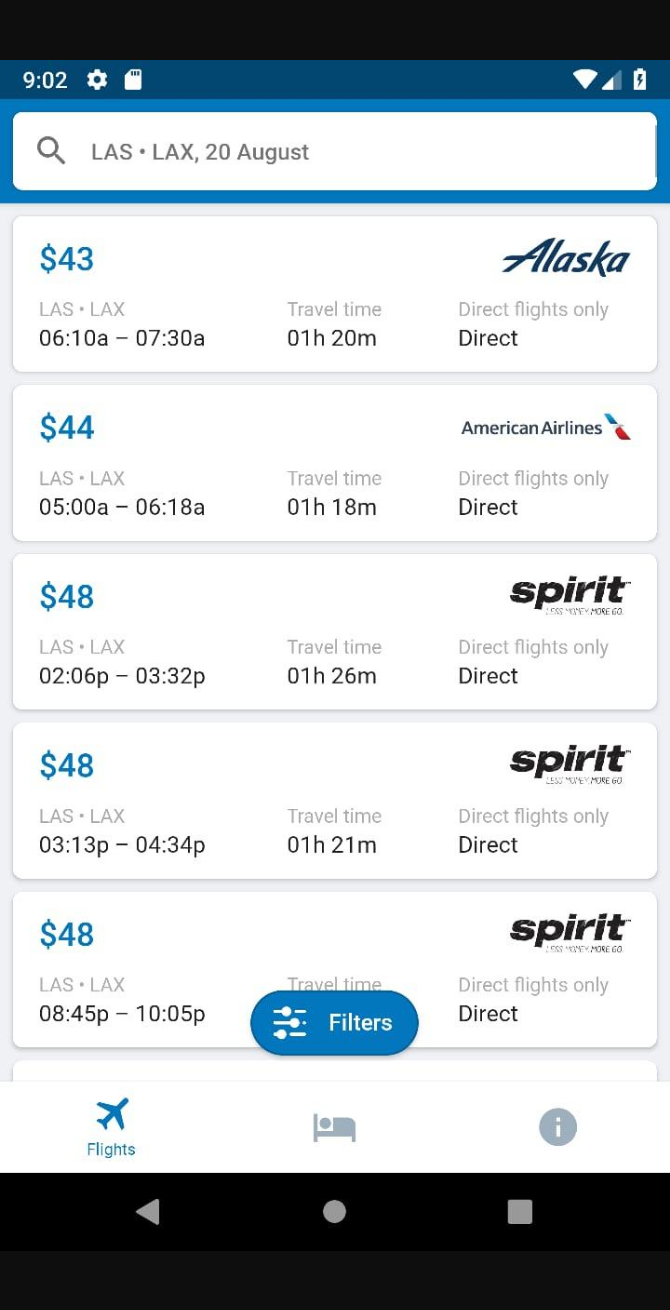 9:02
LAS • LAX, 20 August
$43
Alaska
LAS • LAX
Travel time
Direct flights only
06:10a – 07:30a
01h 20m
Direct
$44
American Airlines
LAS • LAX
Travel time
Direct flights only
05:00a – 06:18a
01h 18m
Direct
$48
spirit™
LESS MONEY. MORE GO.
LAS • LAX
Travel time
Direct flights only
02:06p – 03:32p
01h 26m
Direct
$48
spirit™
LESS MONEY. MORE GO.
LAS • LAX
Travel time
Direct flights only
03:13p – 04:34p
01h 21m
Direct
$48
spirit™
LESS MONEY. MORE GO.
LAS • LAX
Travel time
Direct flights only
08:45p – 10:05p
Filters
Direct
Flights